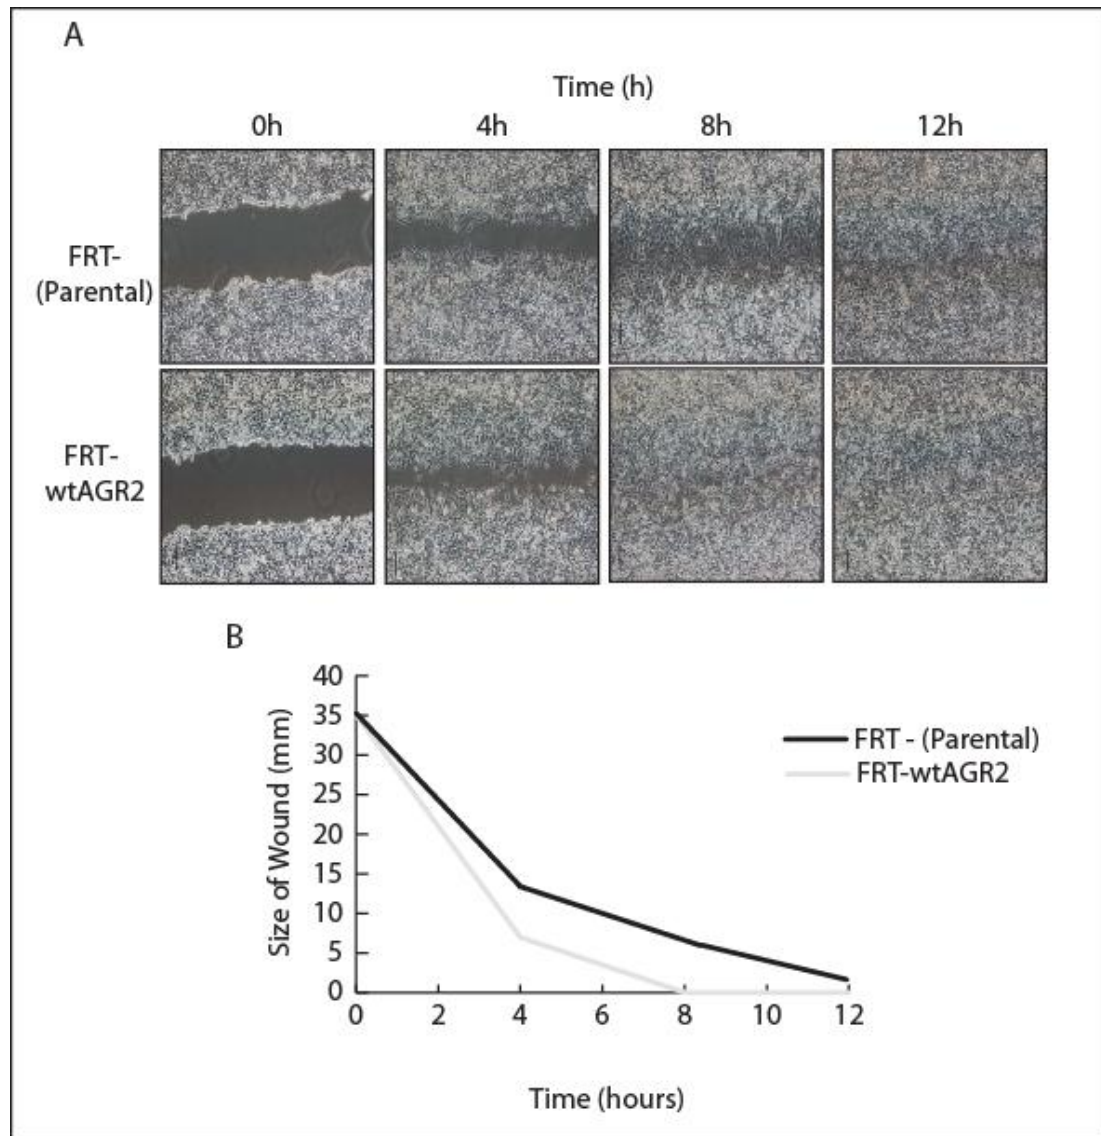 A
Time (h)
0h 4h 8h 12h
FRT-
(Parental)
FRT-
wtAGR2
B
40
35
30
25
20
15
10
5
0
Size of Wound (mm)
0 2 4 6 8 10 12
Time (hours)
FRT - (Parental)
FRT-wtAGR2